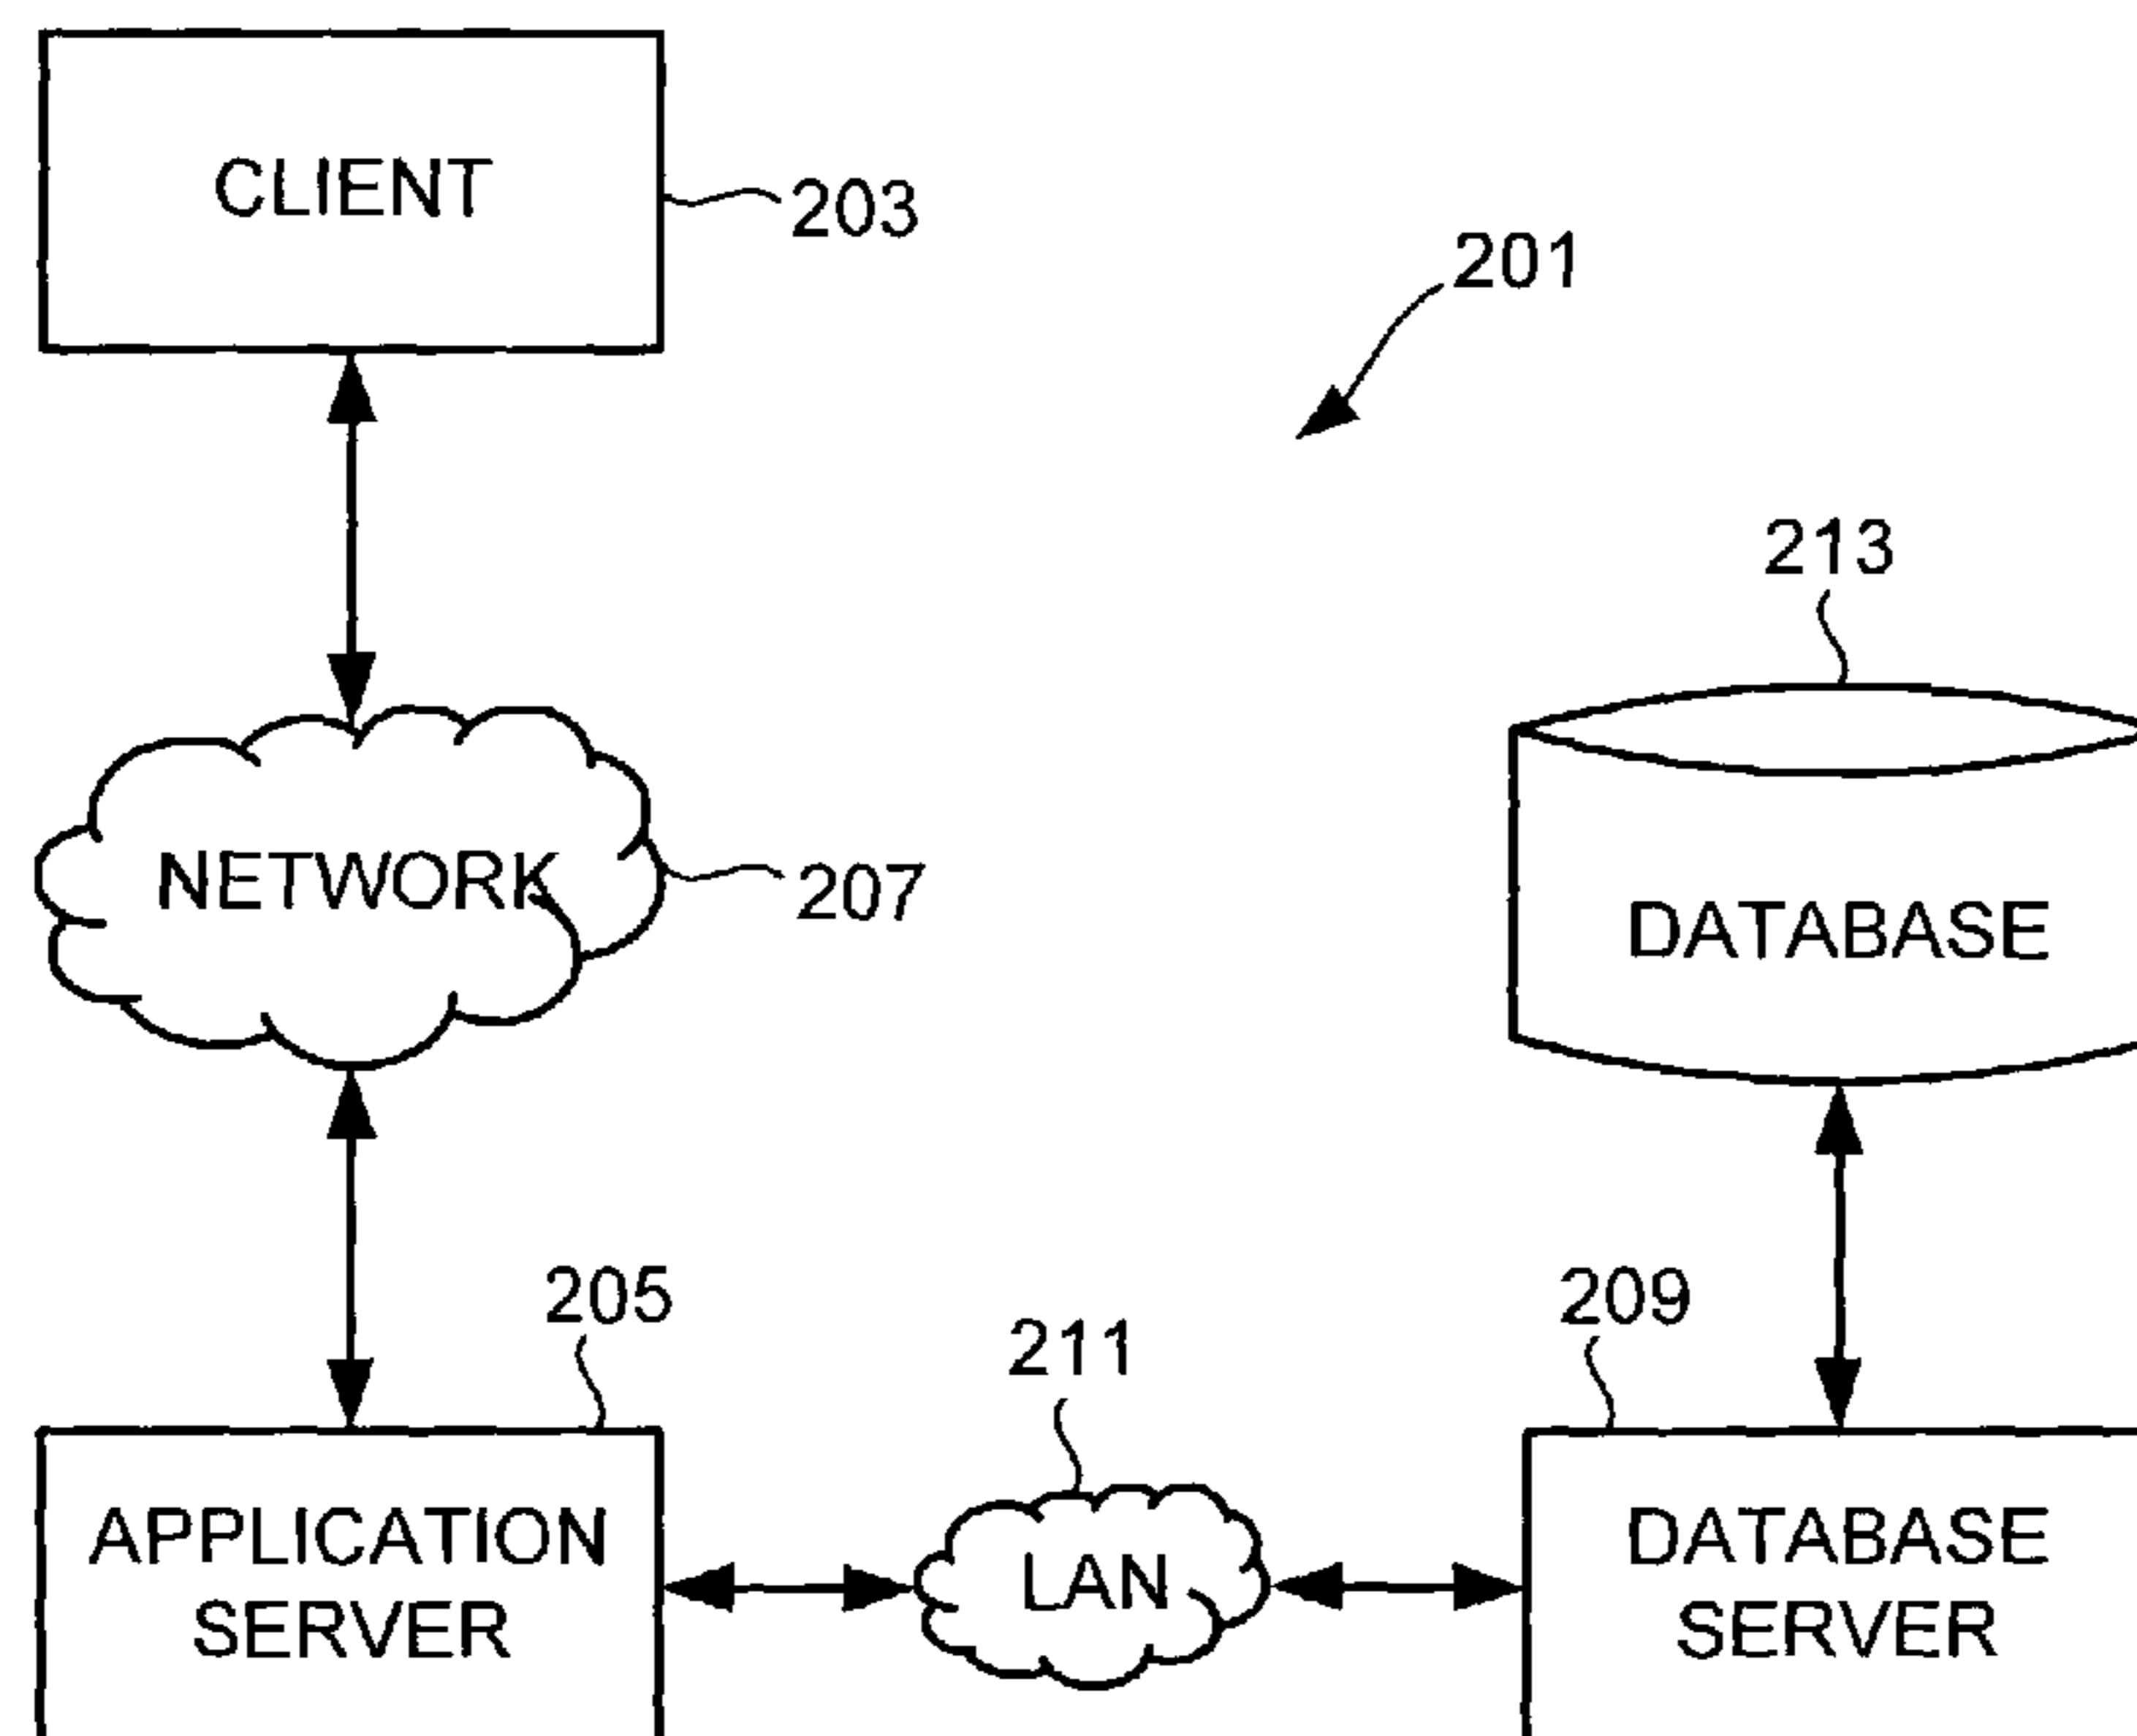 CLIENT
203
201
213
NETWORK
207
DATABASE
205
211
209
APPLICATION
SERVER
LAN
DATABASE
SERVER